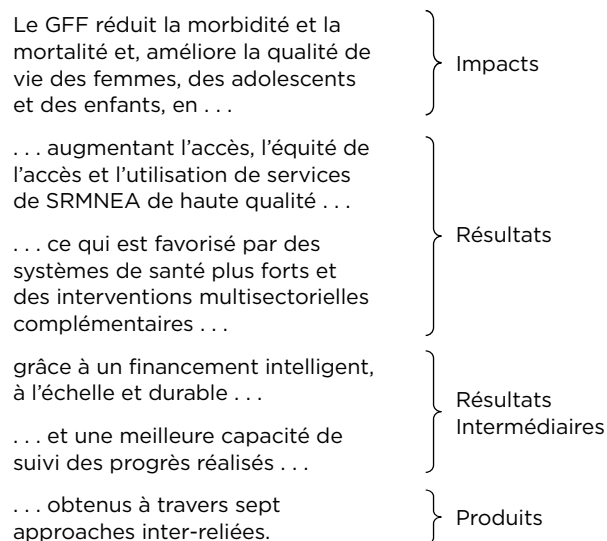 Le GFF réduit la morbidité et la
mortalité et, améliore la qualité de
vie des femmes, des adolescents
et des enfants, en . . .
Impacts
. . . augmentant l’accès, l’équité de
l’accès et l’utilisation de services
de SRMNEA de haute qualité . . .
. . . ce qui est favorisé par des
systèmes de santé plus forts et
des interventions multisectorielles
complémentaires . . .
Résultats
grâce à un financement intelligent,
à l’échelle et durable . . .
. . . et une meilleure capacité de
suivi des progrès réalisés . . .
Résultats
Intermédiaires
. . . obtenus à travers sept
approches inter-reliées.
Produits